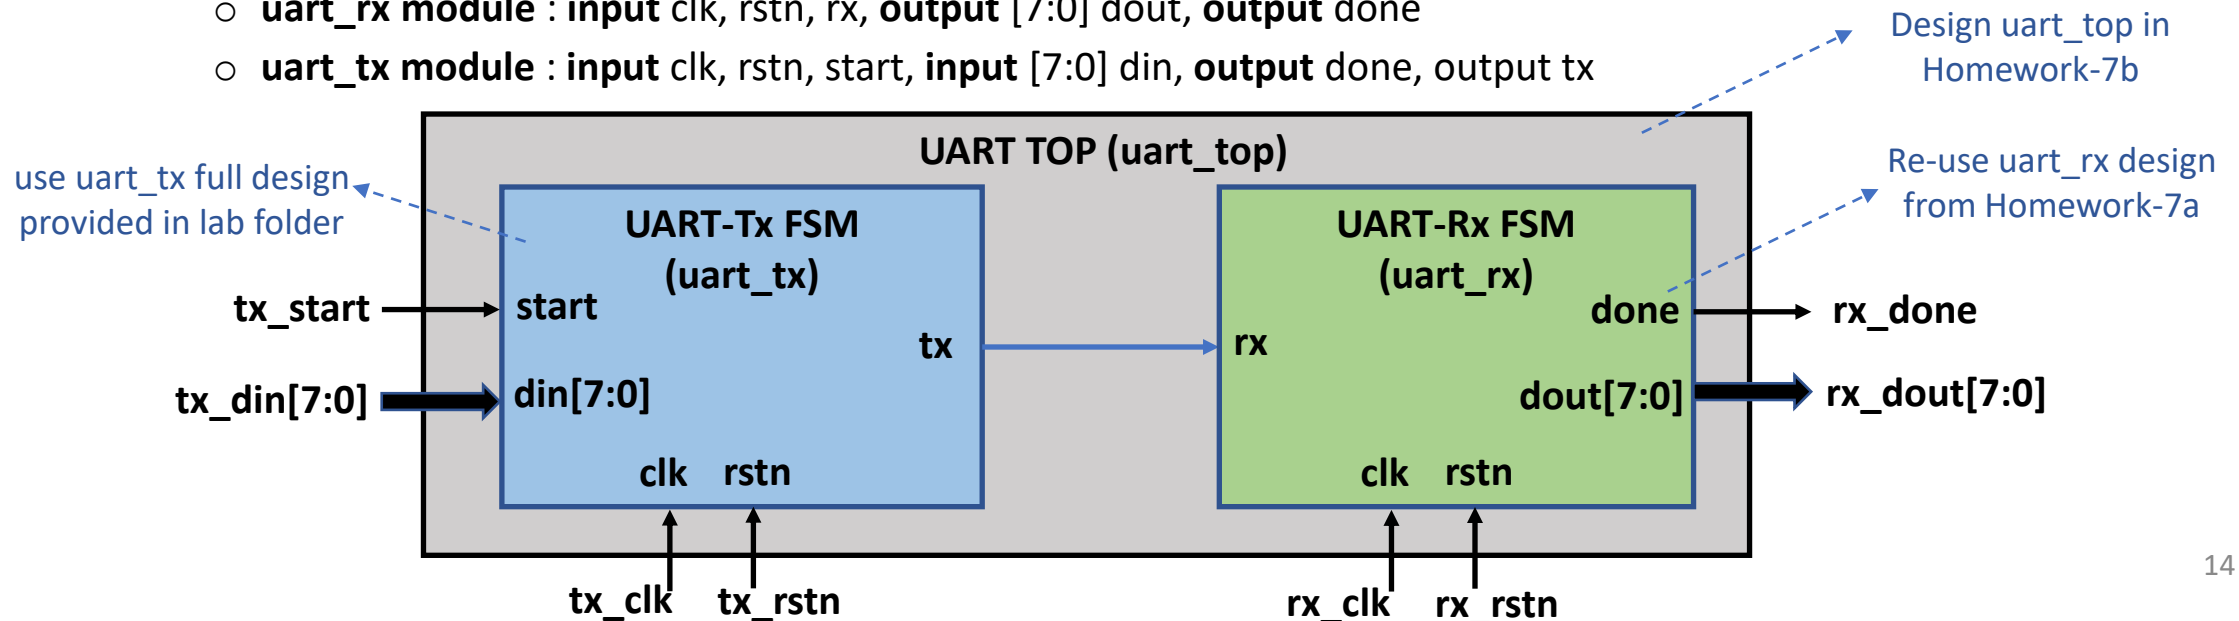 ○ uart_rx module : input clk, rstn, rx, output [7:0] dout, output done
○ uart_tx module : input clk, rstn, start, input [7:0] din, output done, output tx
Design uart_top in
Homework-7b
UART TOP (uart_top)
use uart_tx full design
provided in lab folder
Re-use uart_rx design
from Homework-7a
UART-Tx FSM
(uart_tx)
UART-Rx FSM
(uart_rx)
tx_start
start
done
rx_done
tx
rx
tx_din[7:0]
din[7:0]
dout[7:0]
rx_dout[7:0]
clk rstn
clk rstn
tx_clk tx_rstn
rx_clk rx rstn
14